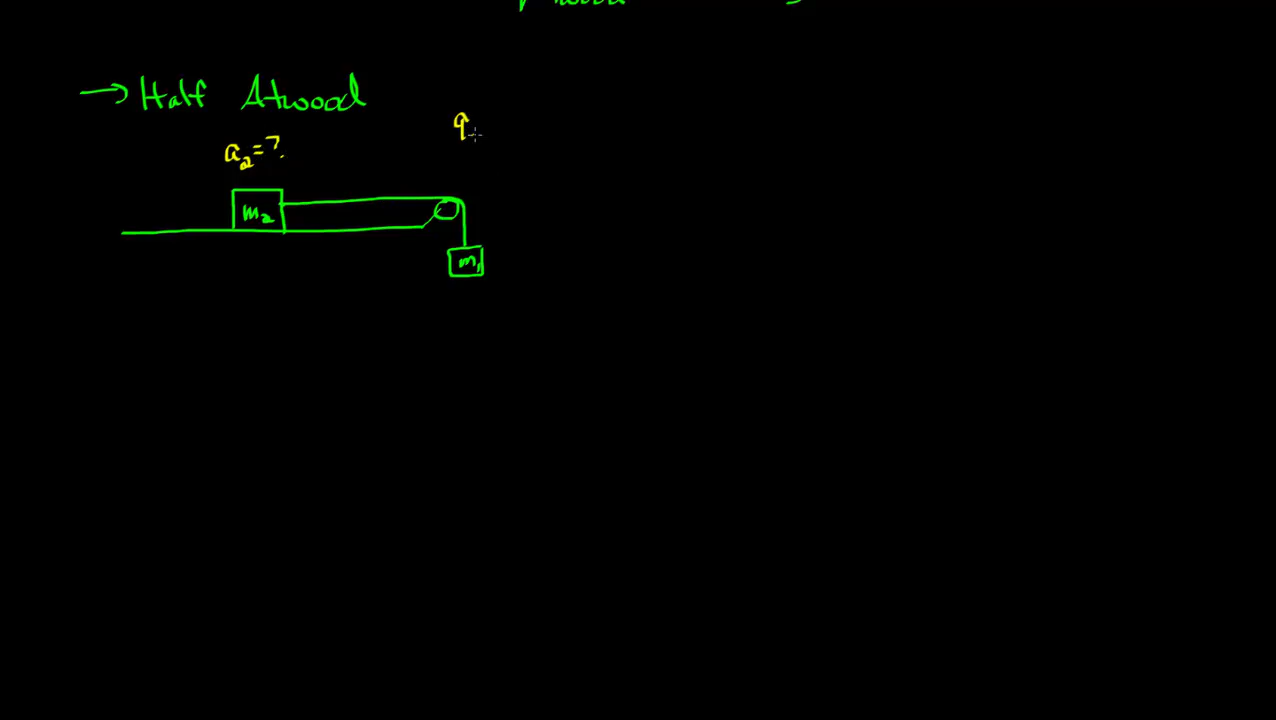 → Half Atwood
a₂ = ?
a
m₂
m₁